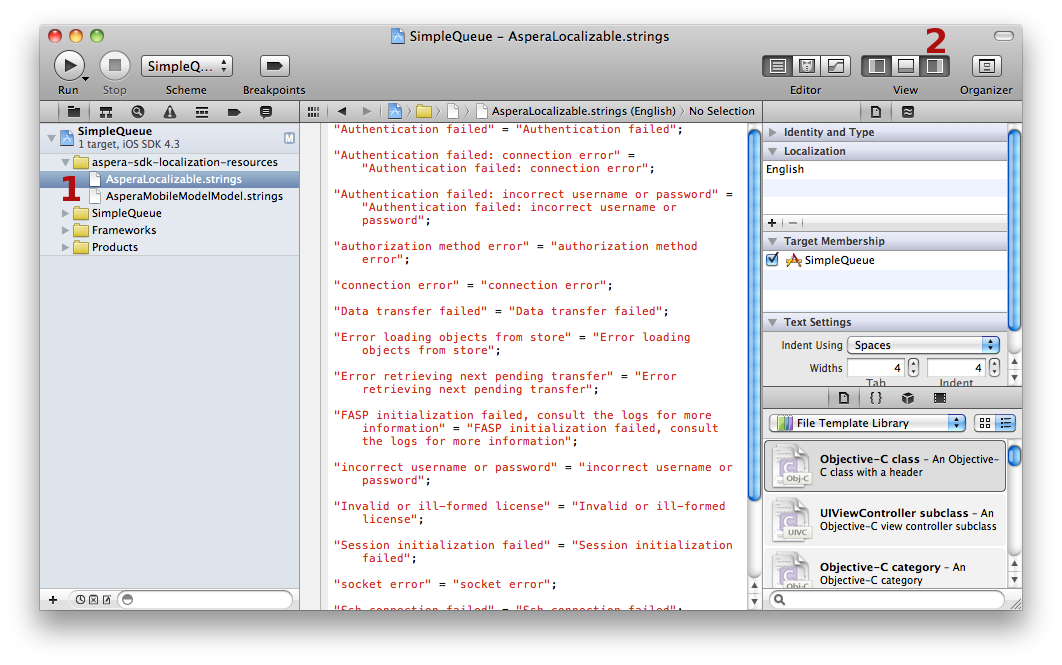 SimpleQueue – AsperaLocalizable.strings
2
SimpleQ...
Run
Stop
Scheme
Breakpoints
Editor
View
Organizer
AsperaLocalizable.strings (English)
No Selection
SimpleQueue
1 target, iOS SDK 4.3
M
aspera-sdk-localization-resources
1
AsperaLocalizable.strings
AsperaMobileModelModel.strings
SimpleQueue
Frameworks
Products
"Authentication failed" = "Authentication failed";
"Authentication failed: connection error" =
"Authentication failed: connection error";
"Authentication failed: incorrect username or password" =
"Authentication failed: incorrect username or
password";
"authorization method error" = "authorization method
error";
"connection error" = "connection error";
"Data transfer failed" = "Data transfer failed";
"Error loading objects from store" = "Error loading
objects from store";
"Error retrieving next pending transfer" = "Error
retrieving next pending transfer";
"FASP initialization failed, consult the logs for more
information" = "FASP initialization failed, consult
the logs for more information";
"incorrect username or password" = "incorrect username or
password";
"Invalid or ill-formed license" = "Invalid or ill-formed
license";
"Session initialization failed" = "Session initialization
failed";
"socket error" = "socket error";
"Ssh connection failed" = "Ssh connection failed";
Identity and Type
Localization
English
+ −
Target Membership
SimpleQueue
Text Settings
Indent Using Spaces
Widths 4 4
Tab Indent
{ }
File Template Library
Obj-C
Objective-C class – An Objective-
C class with a header
UIVC
UIViewController subclass – An
Objective-C view controller subclass
Obj-C
Objective-C category – An
Objective-C category
+